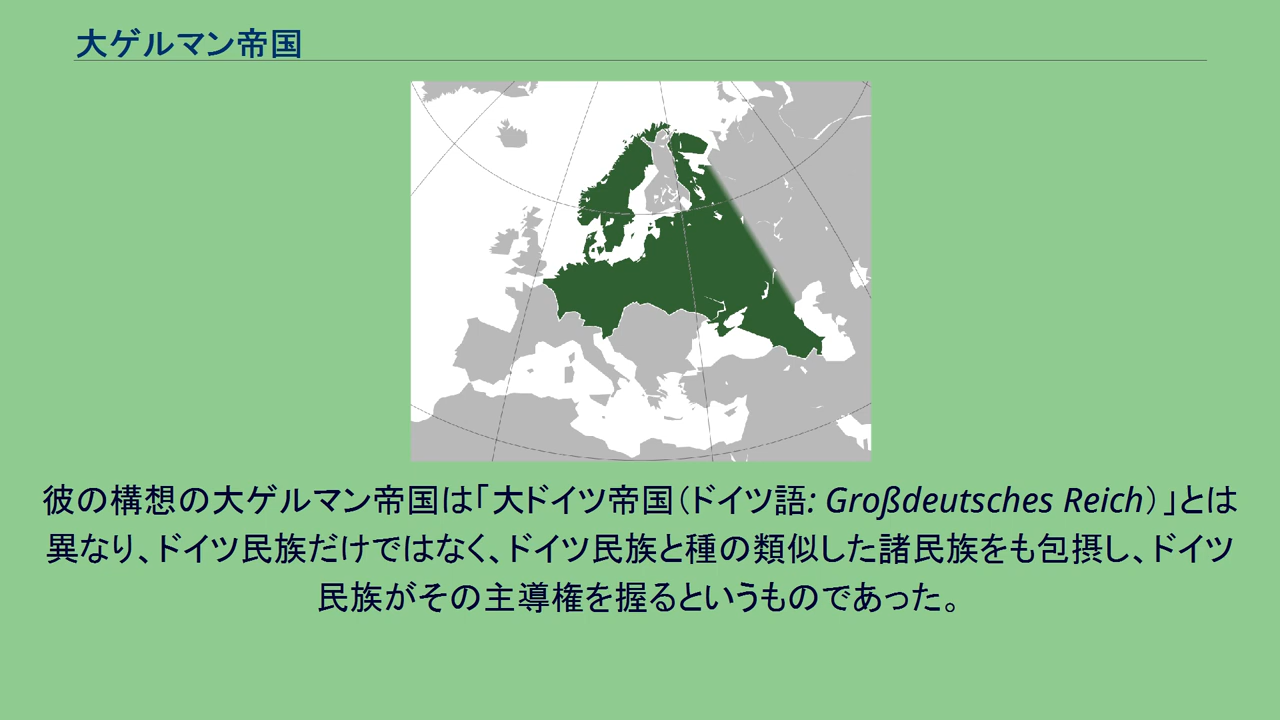 大ゲルマン帝国
彼の構想の大ゲルマン帝国は「大ドイツ帝国（ドイツ語: Großdeutsches Reich）」とは
異なり、ドイツ民族だけではなく、ドイツ民族と種の類似した諸民族をも包摂し、ドイツ
民族がその主導権を握るというものであった。